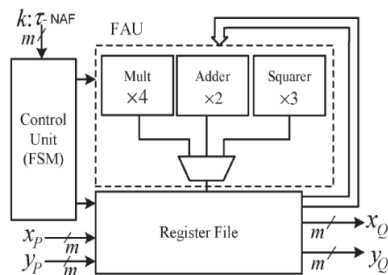 k: τ-NAF
m
FAU
Mult ×4
Adder ×2
Squarer ×3
Control Unit (FSM)
Register File
x_P m
y_P m
m x_Q
m y_Q